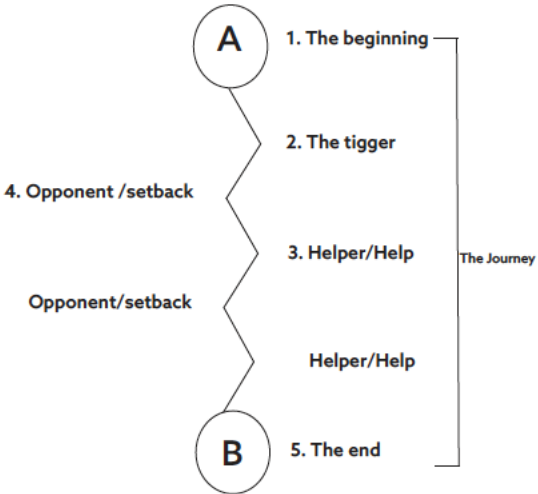 A
1. The beginning
2. The tigger
4. Opponent /setback
3. Helper/Help
The Journey
Opponent/setback
Helper/Help
B
5. The end